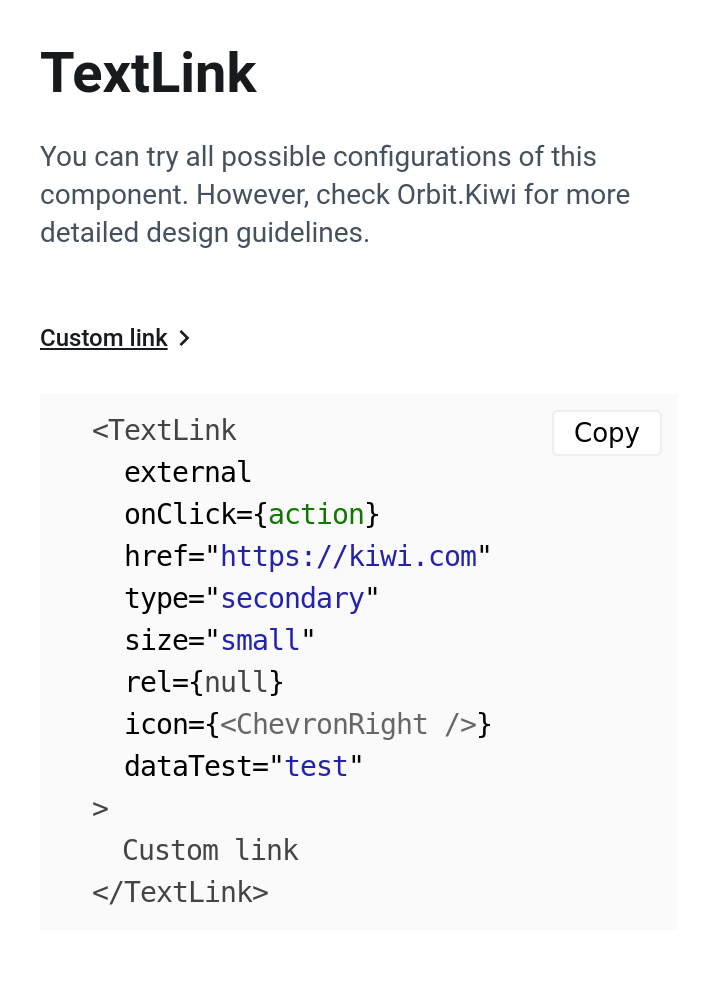 TextLink
You can try all possible configurations of this
component. However, check Orbit.Kiwi for more
detailed design guidelines.
Custom link
<TextLink
Copy
external
onClick={action}
href="https://kiwi.com"
type="secondary"
size="small"
rel={null}
icon={<ChevronRight />}
dataTest="test"
>
Custom link
</TextLink>